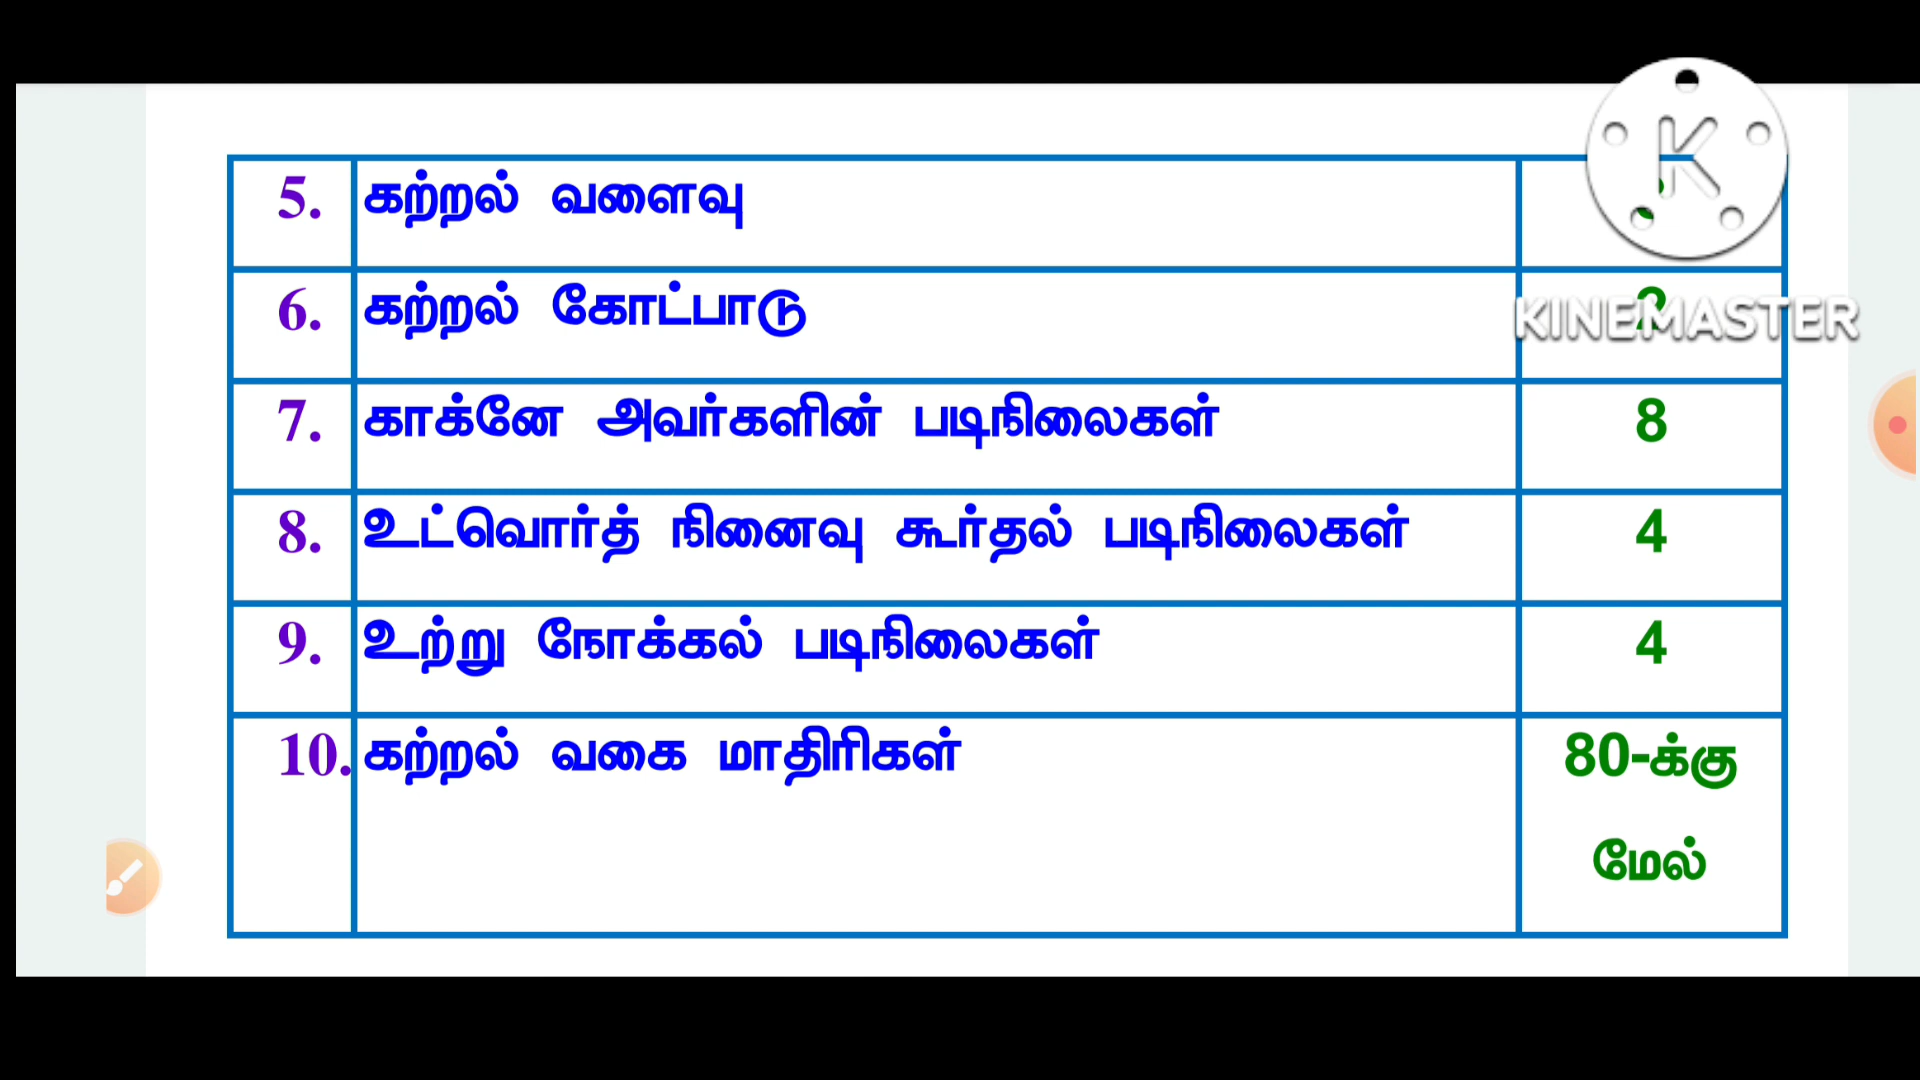 5. கற்றல் வளைவு
6. கற்றல் கோட்பாடு 2
7. காக்னே அவர்களின் படிநிலைகள் 8
8. உட்வொர்த் நினைவு கூர்தல் படிநிலைகள் 4
9. உற்று நோக்கல் படிநிலைகள் 4
10. கற்றல் வகை மாதிரிகள் 80-க்கு
மேல்
KINEMASTER